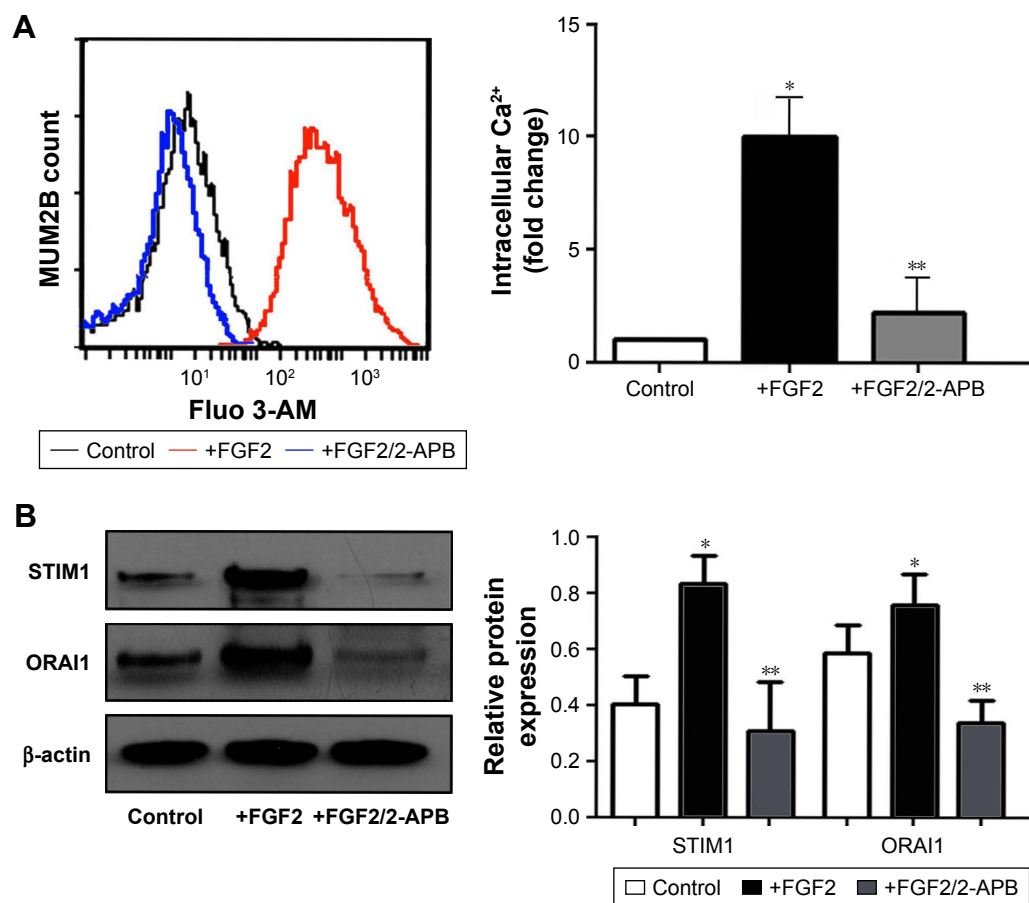 A
MUM2B count
10¹ 10² 10³
Fluo 3-AM
Control +FGF2 +FGF2/2-APB
15
10
5
0
Intracellular Ca²⁺
(fold change)
*
**
Control +FGF2 +FGF2/2-APB
B
STIM1
ORAI1
β-actin
Control +FGF2 +FGF2/2-APB
1.0
0.8
0.6
0.4
0.2
0.0
Relative protein
expression
*
**
*
**
STIM1 ORAI1
Control +FGF2 +FGF2/2-APB